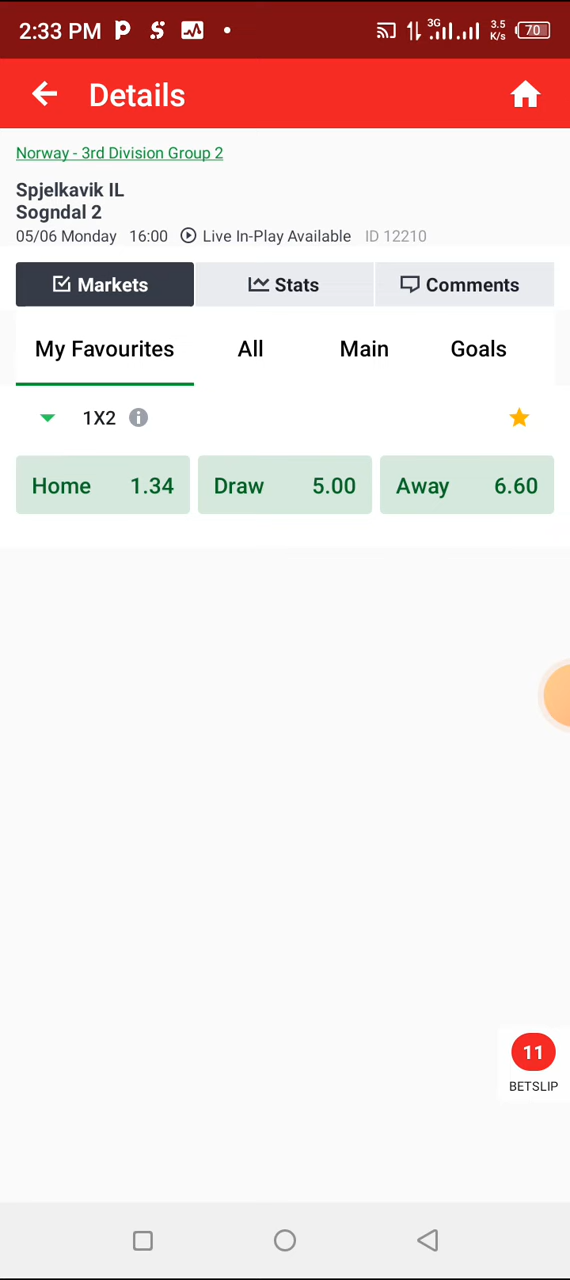 2:33 PM
3G 3.5 K/s 70
Details
Norway - 3rd Division Group 2
Spjelkavik IL
Sogndal 2
05/06 Monday 16:00 Live In-Play Available ID 12210
Markets Stats Comments
My Favourites All Main Goals
1X2
Home 1.34 Draw 5.00 Away 6.60
11
BETSLIP